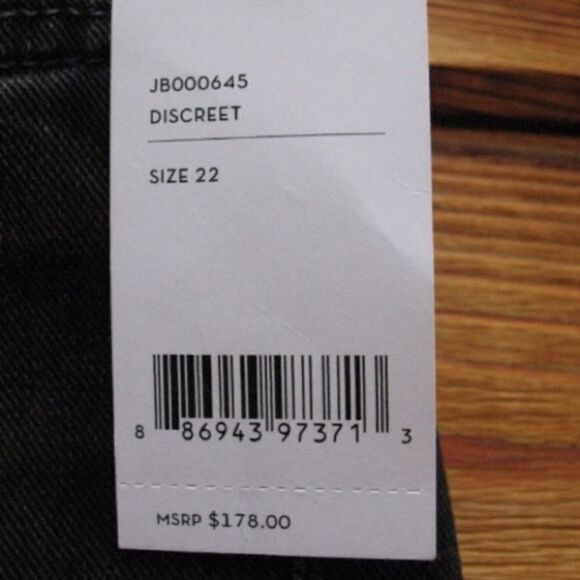 JB000645
DISCREET
SIZE 22
8 86943 97371 3
MSRP $178.00